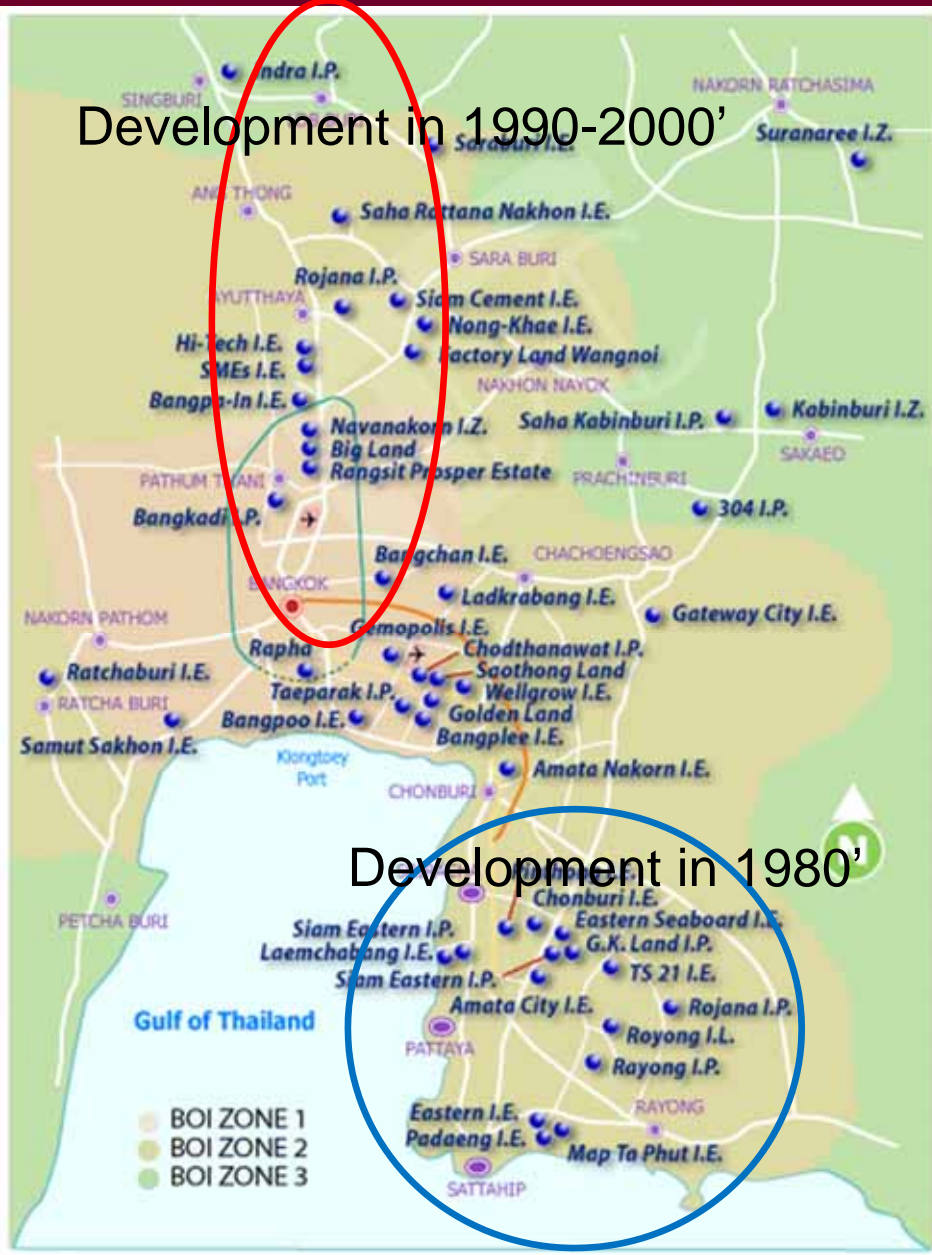 Indra I.P.
SINGBURI
NAKORN RATCHASIMA
Development in 1990-2000’
Suranaree I.Z.
Saraburi I.E.
ANG THONG
Saha Rattana Nakhon I.E.
SARA BURI
Rojana I.P.
Siam Cement I.E.
AYUTTHAYA
Nong-Khae I.E.
Hi-Tech I.E.
Factory Land Wangnoi
SMEs I.E.
NAKHON NAYOK
Bangpa-In I.E.
Kabinburi I.Z.
Saha Kabinburi I.P.
Navanakorn I.Z.
Big Land
SAKAEO
Rangsit Prosper Estate
PATHUM
PRACHINBURI
Bangkadi I.P.
304 I.P.
Bangchan I.E.
CHACHOENGSAO
BANGKOK
Ladkrabang I.E.
NAKORN PATHOM
Gateway City I.E.
Gemopolis I.E.
Rapha
Chodthanawat I.P.
Ratchaburi I.E.
Saothong Land
Taeparak I.P.
Wellgrow I.E.
RATCHA BURI
Golden Land
Bangpoo I.E.
Bangplee I.E.
Samut Sakhon I.E.
Klongtoey
Port
Amata Nakorn I.E.
CHONBURI
N
Development in 1980’
Chonburi I.E.
PETCHA BURI
Eastern Seaboard I.E.
Siam Eastern I.P.
G.K. Land I.P.
Laemchabang I.E.
TS 21 I.E.
Siam Eastern I.P.
Amata City I.E.
Rojana I.P.
Gulf of Thailand
Royong I.L.
PATTAYA
Rayong I.P.
BOI ZONE 1
BOI ZONE 2
BOI ZONE 3
Eastern I.E.
RAYONG
Padaeng I.E.
Map Ta Phut I.E.
SATTAHIP